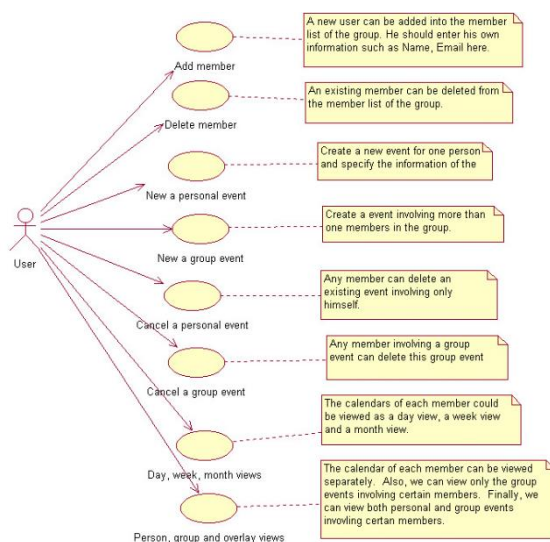 A new user can be added into the member
list of the group. He should enter his own
information such as Name, Email here.
Add member
An existing member can be deleted from
the member list of the group.
Delete member
Create a new event for one person
and specify the information of the
New a personal event
Create a event involving more than
one members in the group.
New a group event
User
Any member can delete an
existing event involving only
himself.
Cancel a personal event
Any member involving a group
event can delete this group event
Cancel a group event
The calendars of each member could
be viewed as a day view, a week view
and a month view.
Day, week, month views
The calendar of each member can be viewed
separately. Also, we can view only the group
events involving certain members. Finally, we
can view both personal and group events
invovling certan members.
Person, group and overlay views